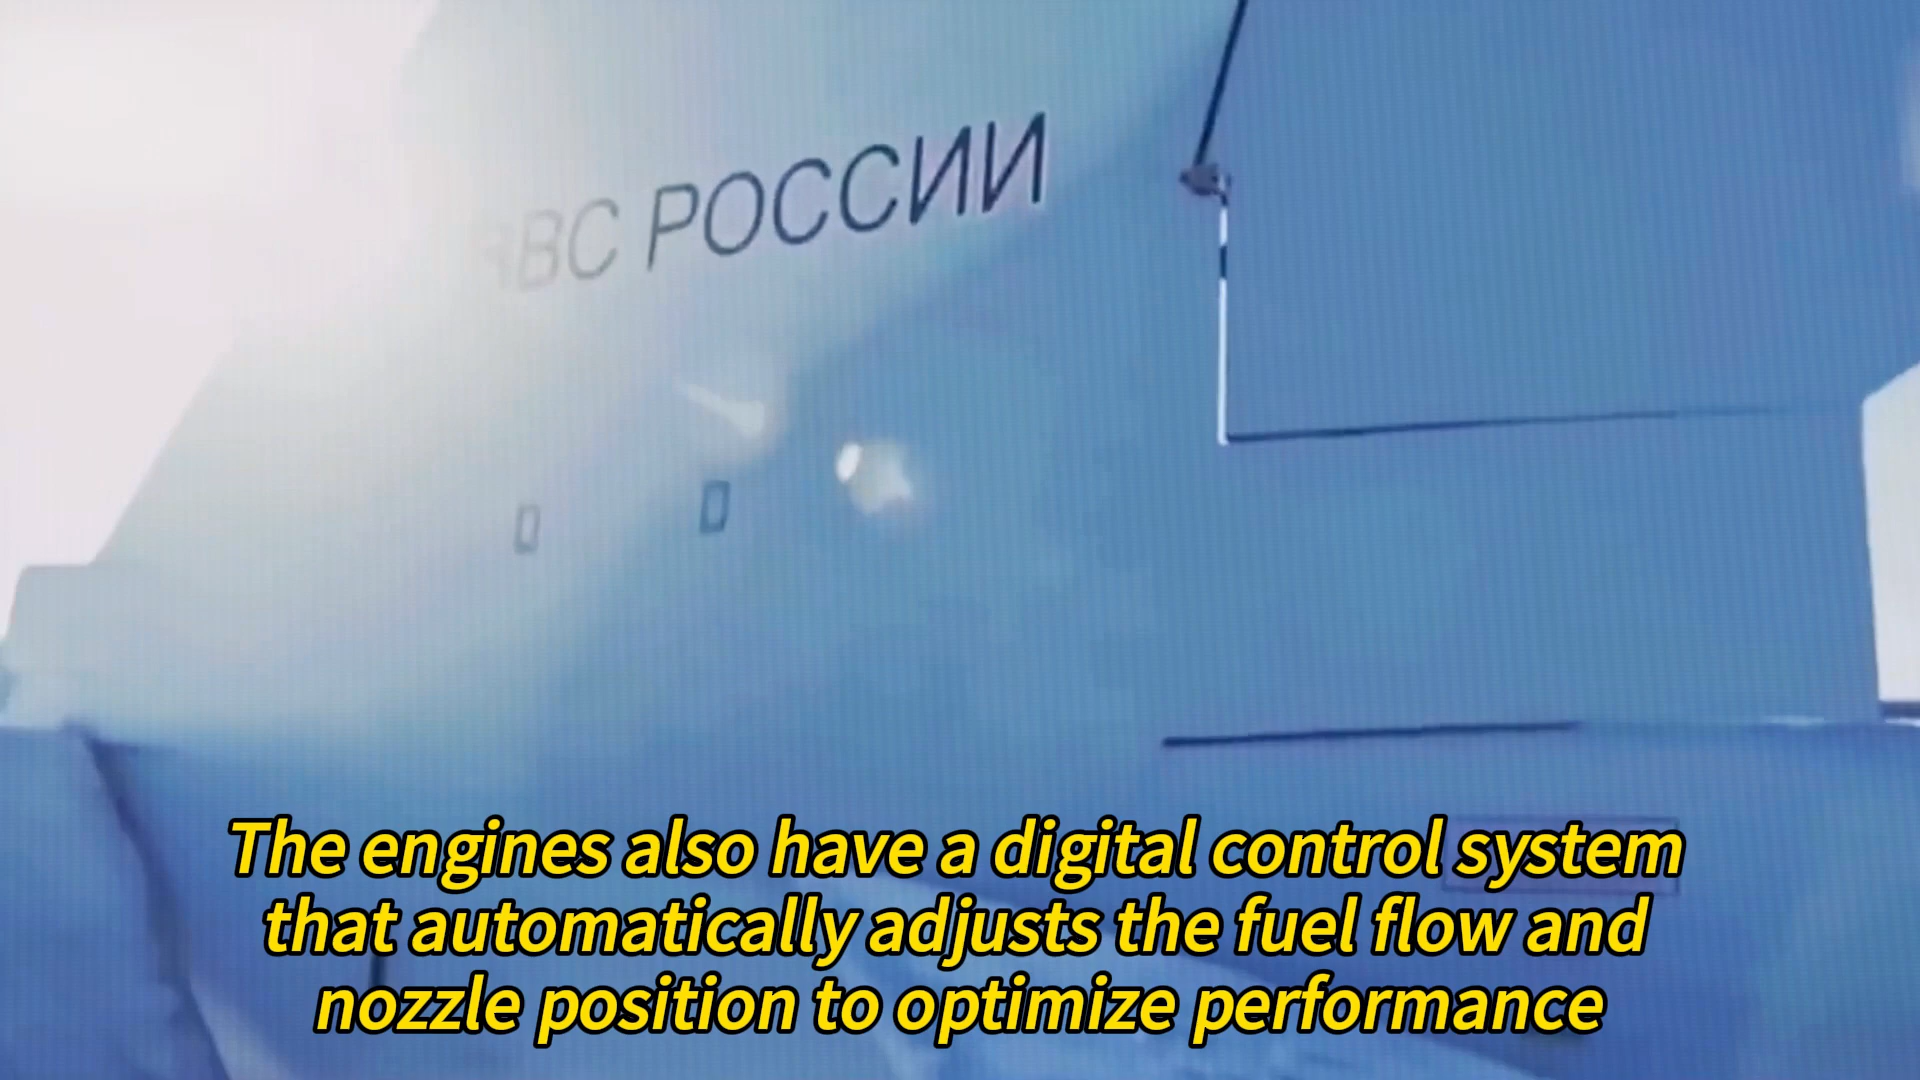 ВВС РОССИИ
The engines also have a digital control system
that automatically adjusts the fuel flow and
nozzle position to optimize performance